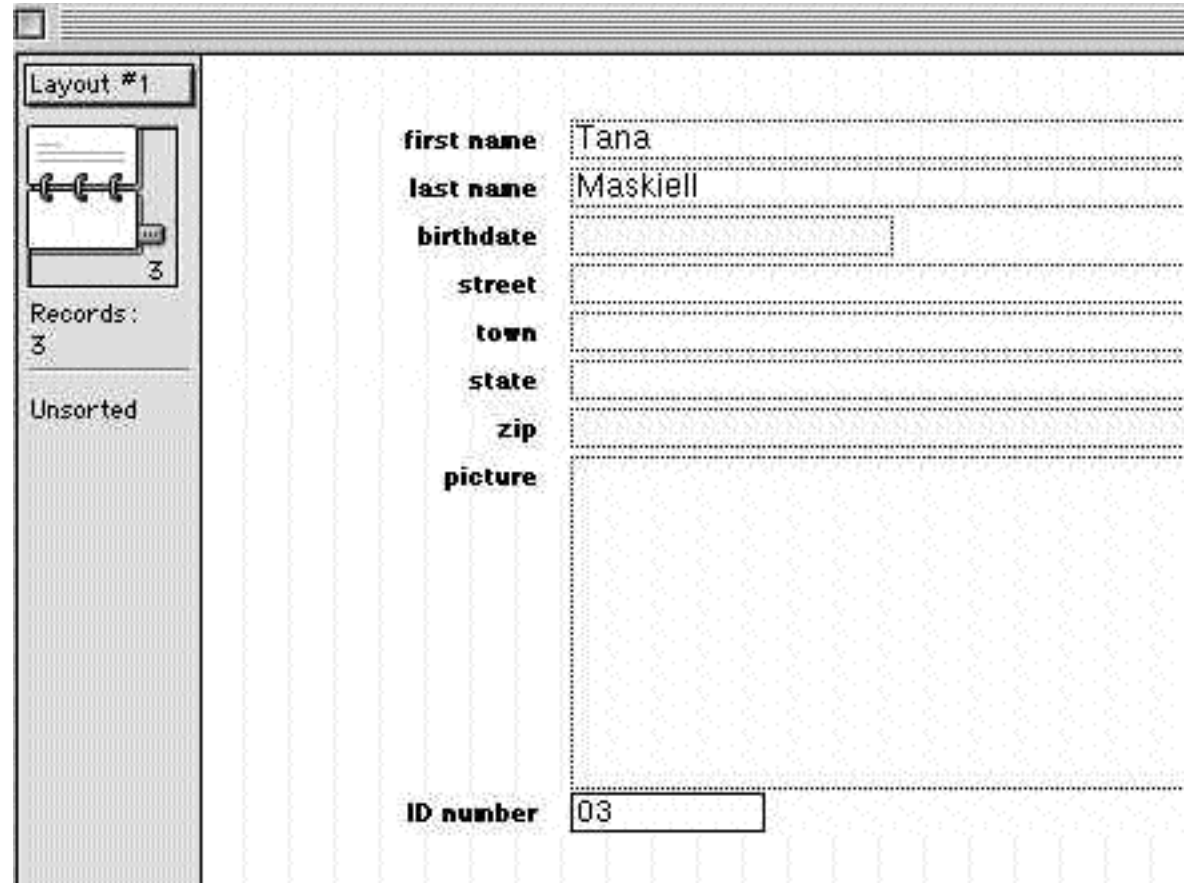 Layout #1
3
Records:
3
Unsorted
first name Tana
last name Maskiell
birthdate
street
town
state
zip
picture
ID number 03